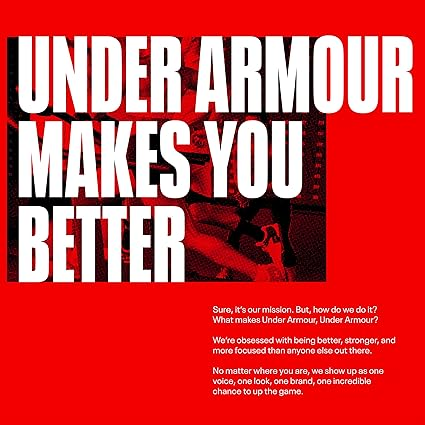 UNDER ARMOUR
MAKES YOU
BETTER
Sure, it's our mission. But, how do we do it?
What makes Under Armour, Under Armour?
We're obsessed with being better, stronger, and
more focused than anyone else out there.
No matter where you are, we show up as one
voice, one look, one brand, one incredible
chance to up the game.